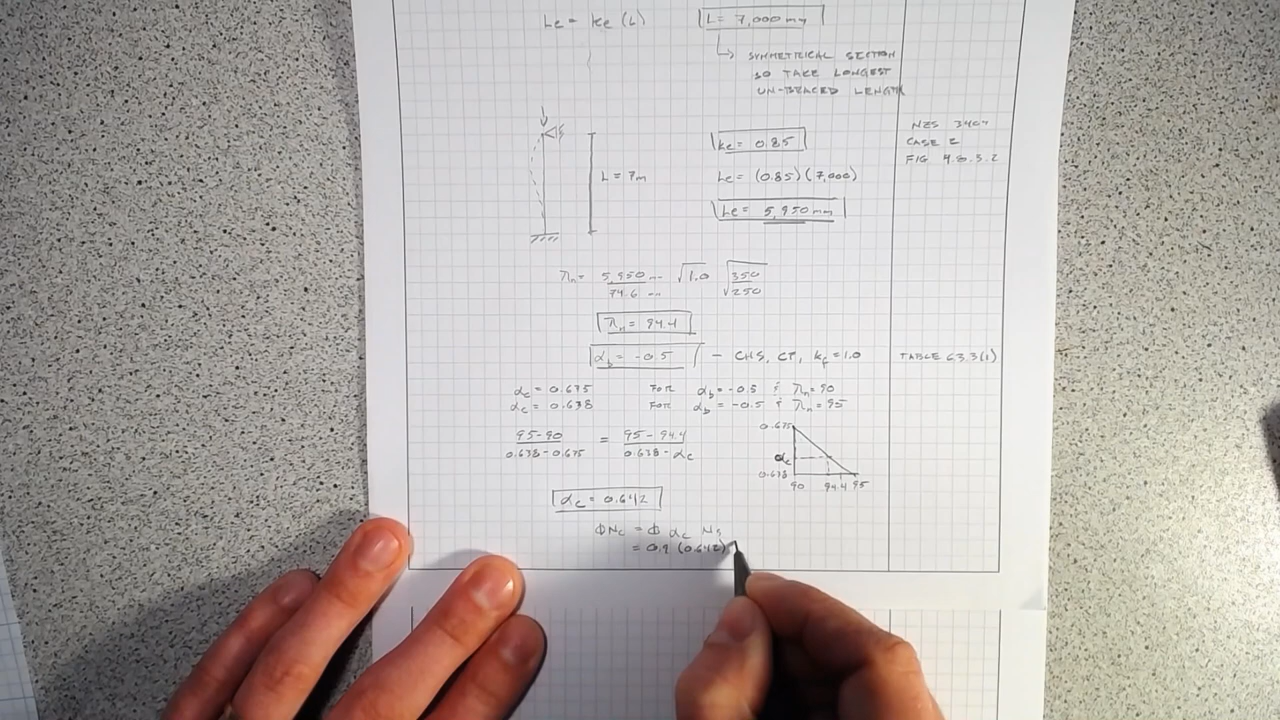 Le = ke (L)
L = 7,000 mm
SYMMETRICAL SECTION
SO TAKE LONGEST
UN-BRACED LENGTH
NZS 3404
CASE 2
FIG 4.8.3.2
ke = 0.85
L = 7m
Le = (0.85)(7,000)
Le = 5,950 mm
λn = 5,950 mm / 74.6 mm √1.0 √350 / √250
λn = 94.4
αb = -0.5 - CHS, CF, kf = 1.0
TABLE 6.3.3(1)
αc = 0.675 FOR αb = -0.5 & λn = 90
αc = 0.638 FOR αb = -0.5 & λn = 95
95-90 / 0.638-0.675 = 95-94.4 / 0.638-αc
0.675
αc
0.638
90 94.4 95
αc = 0.642
ΦNc = Φ αc Ns
= 0.9 (0.642)